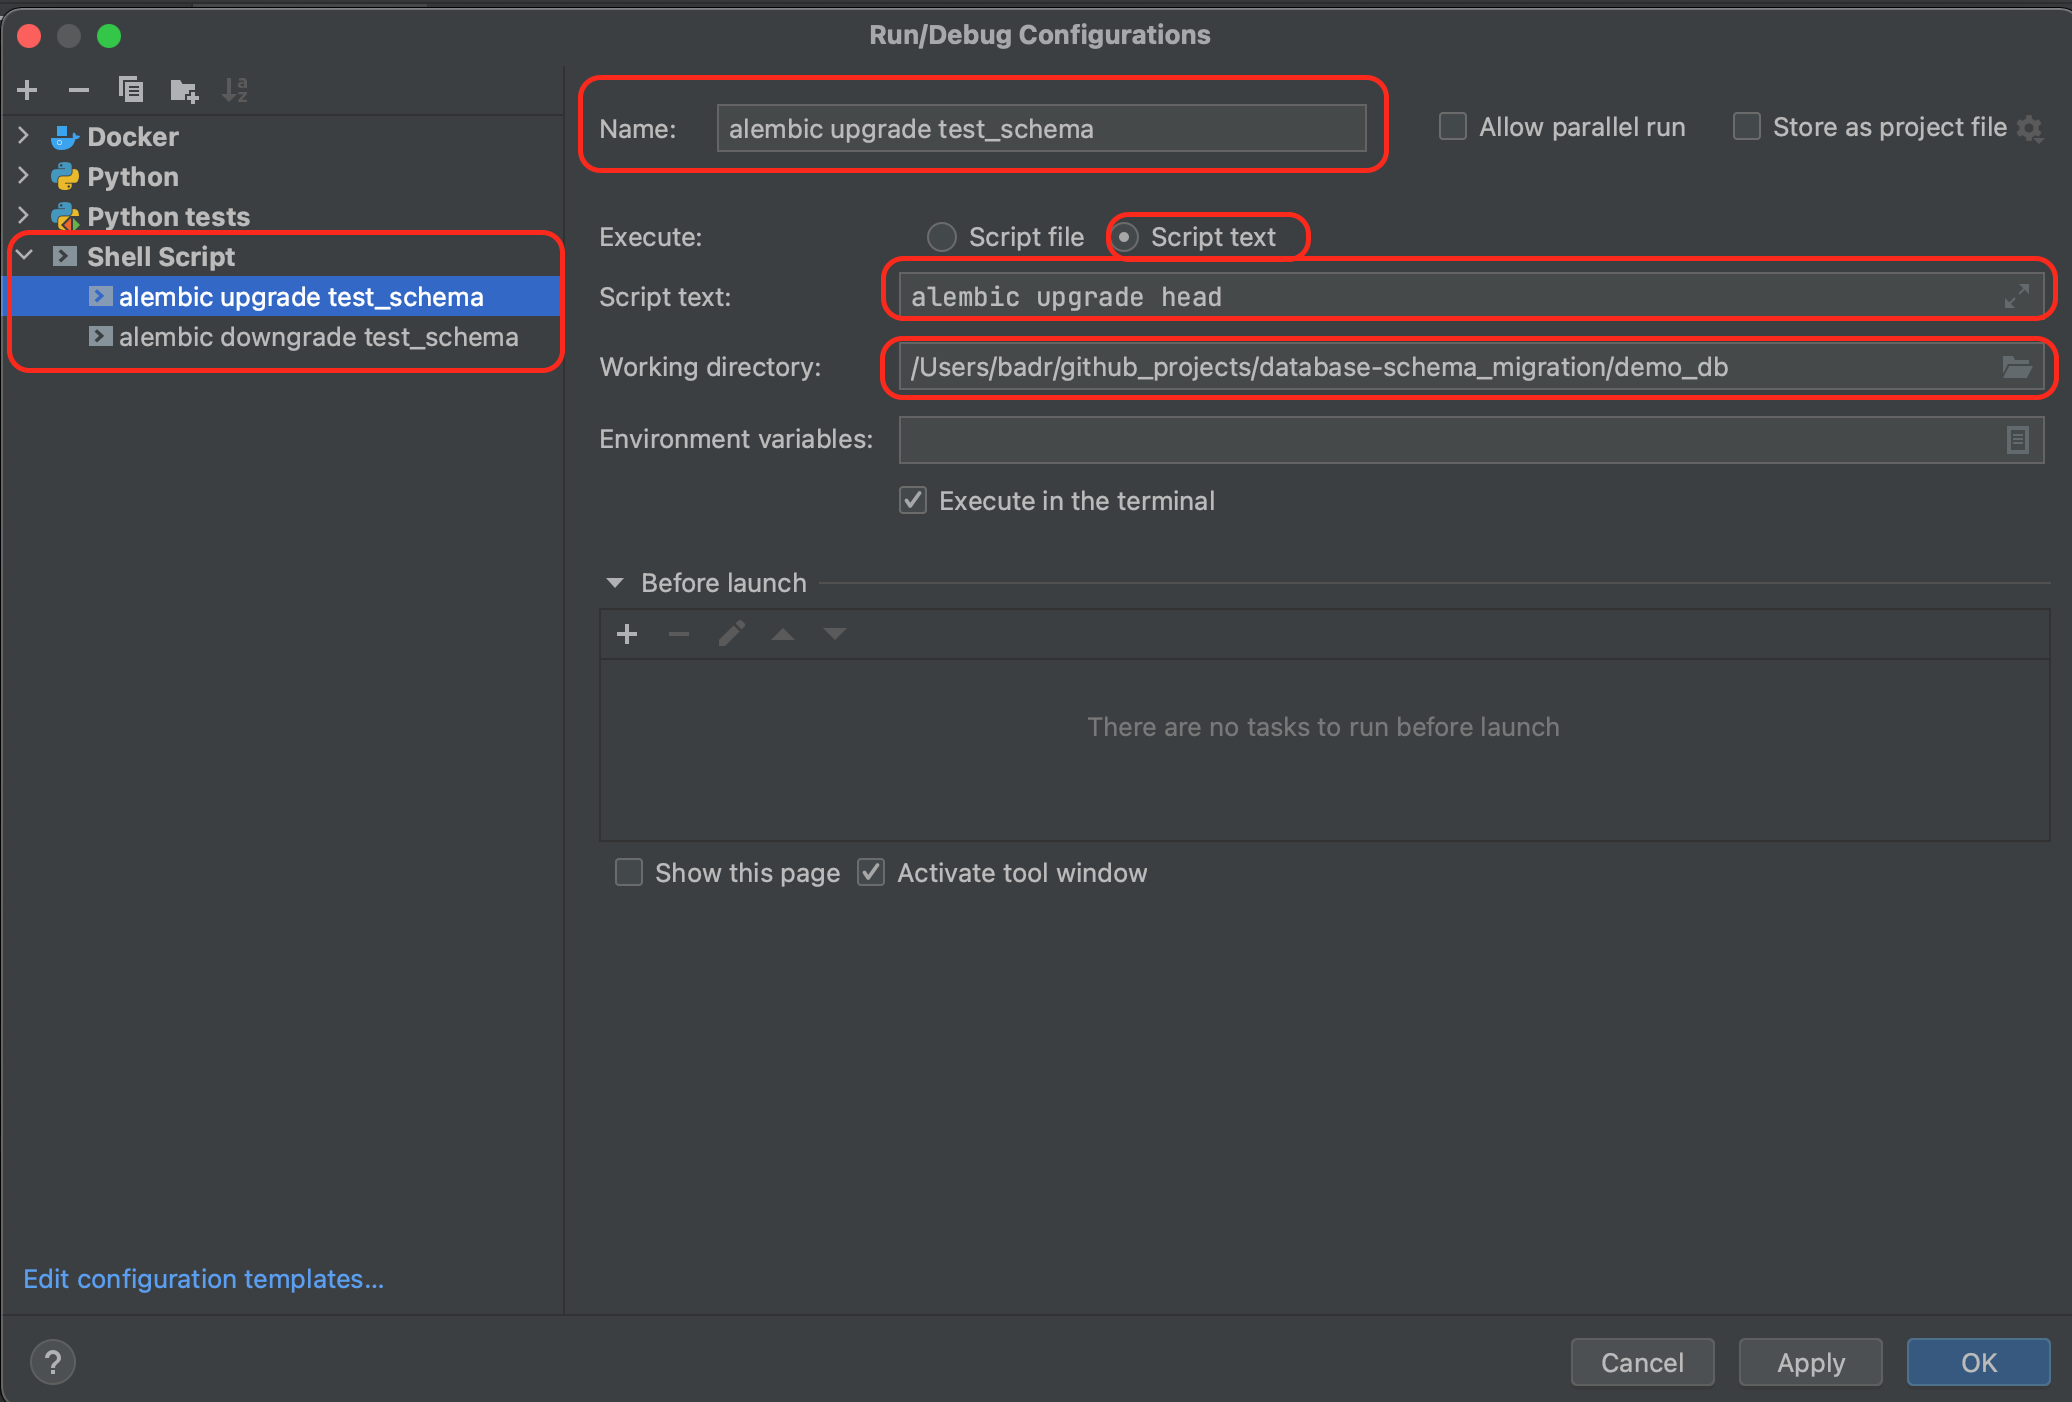 Run/Debug Configurations
Docker
Python
Python tests
Shell Script
alembic upgrade test_schema
alembic downgrade test_schema
Edit configuration templates...
Name: alembic upgrade test_schema
Allow parallel run
Store as project file
Execute: Script file Script text
Script text: alembic upgrade head
Working directory: /Users/badr/github_projects/database-schema_migration/demo_db
Environment variables:
Execute in the terminal
Before launch
There are no tasks to run before launch
Show this page Activate tool window
?
Cancel Apply OK